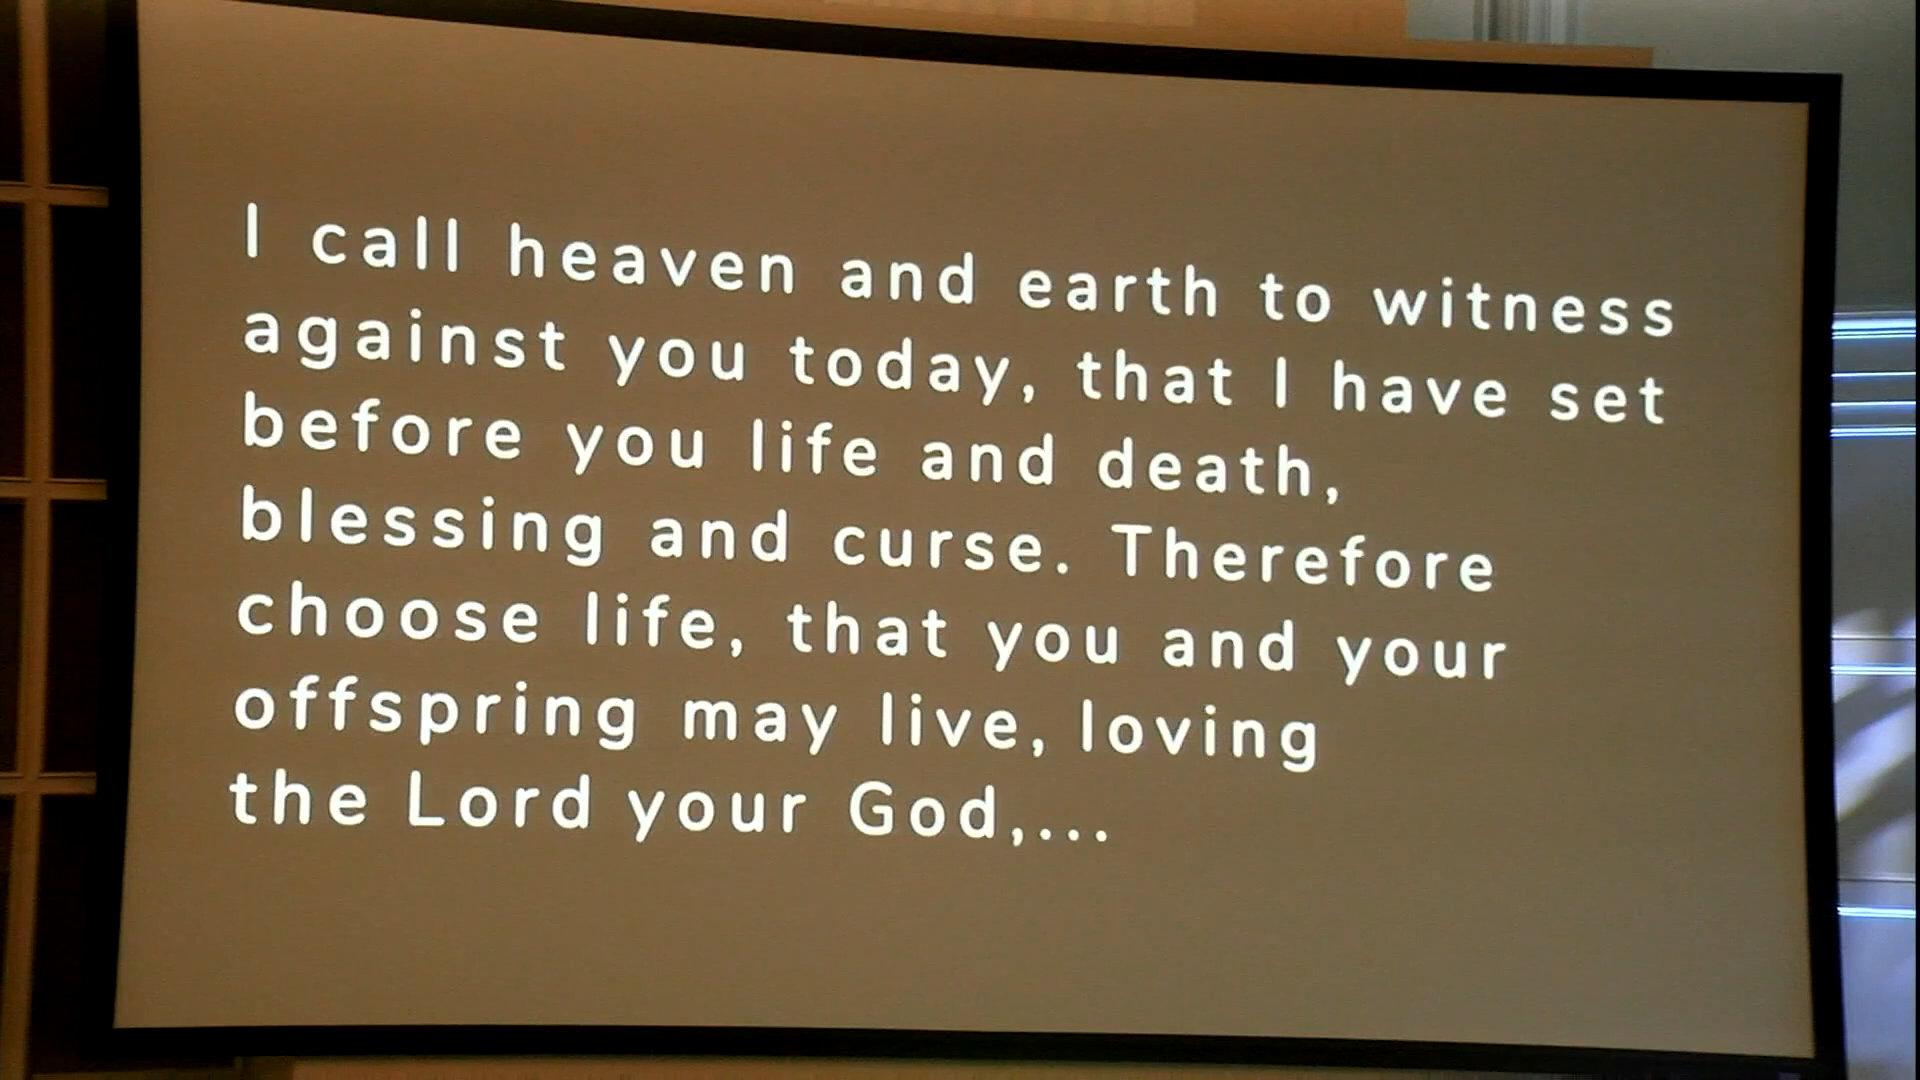 I call heaven and earth to witness
against you today, that I have set
before you life and death,
blessing and curse. Therefore
choose life, that you and your
offspring may live, loving
the Lord your God,...